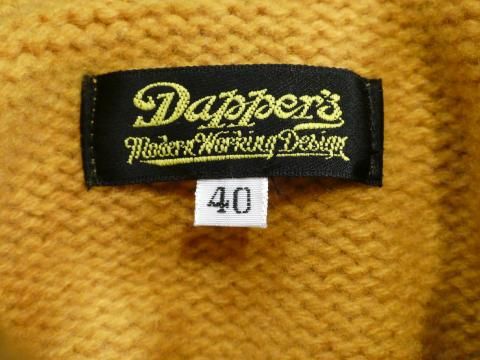 Dapper's
Modern Working Design
40